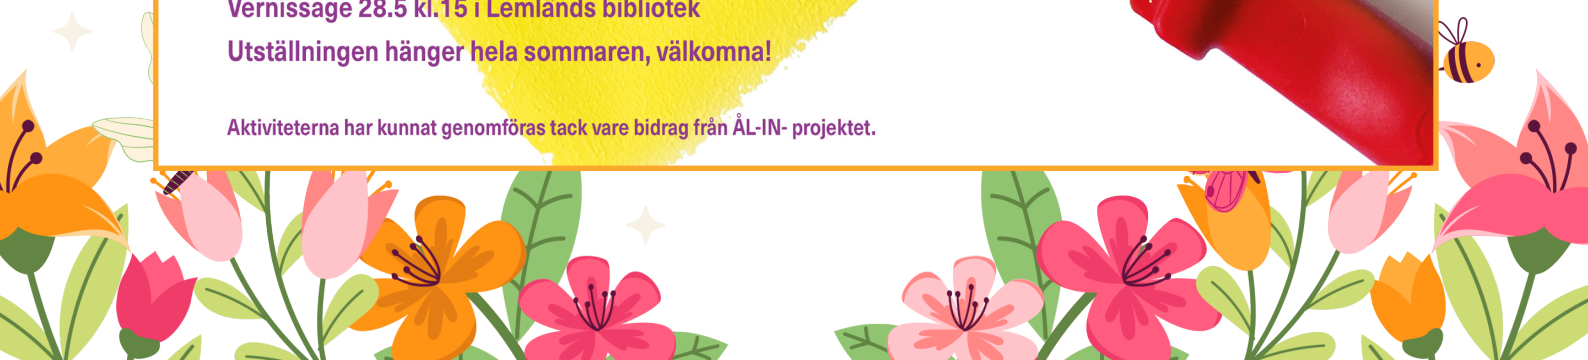 Vernissage 28.5 kl.15 i Lemlands bibliotek
Utställningen hänger hela sommaren, välkomna!
Aktiviteterna har kunnat genomföras tack vare bidrag från ÅL-IN- projektet.